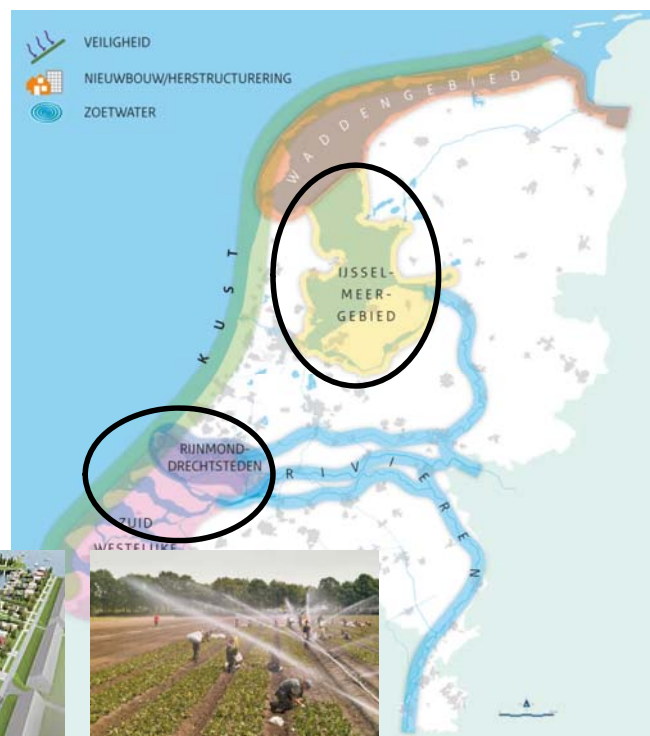 VEILIGHEID
NIEUWBOUW/HERSTRUCTURERING
ZOETWATER
WADDENGEBIED
KUST
IJSSEL-
MEER-
GEBIED
RIJNMOND-
DRECHTSTEDEN
RIVIEREN
ZUID
WESTELIJKE